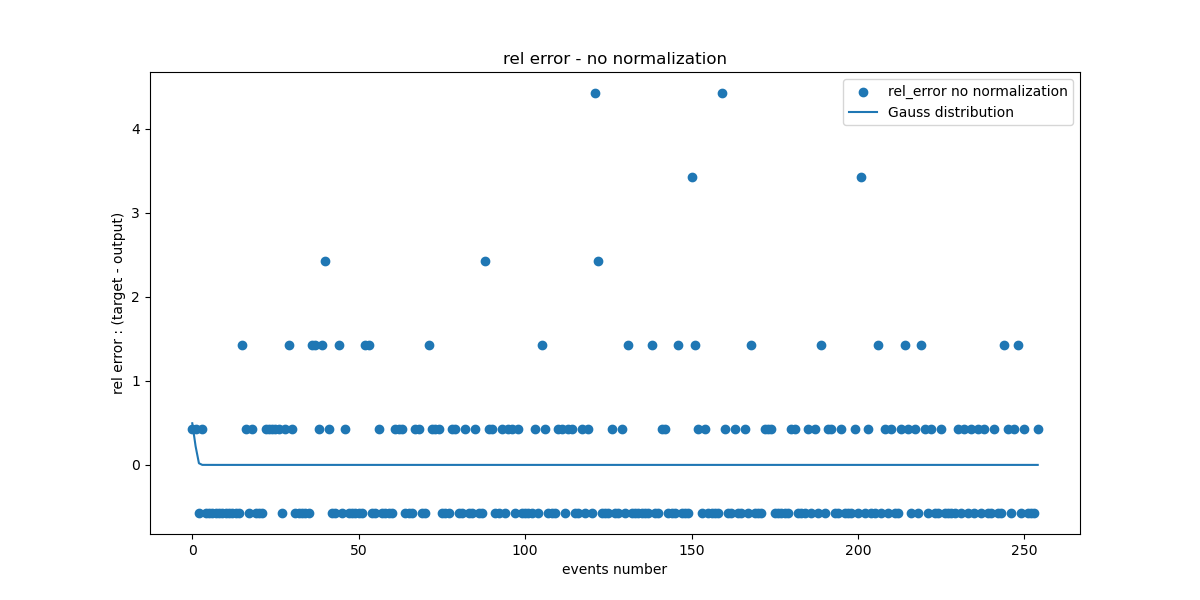 rel error - no normalization
rel_error no normalization
Gauss distribution
rel error : (target - output)
4
3
2
1
0
0
50
100
150
200
250
events number